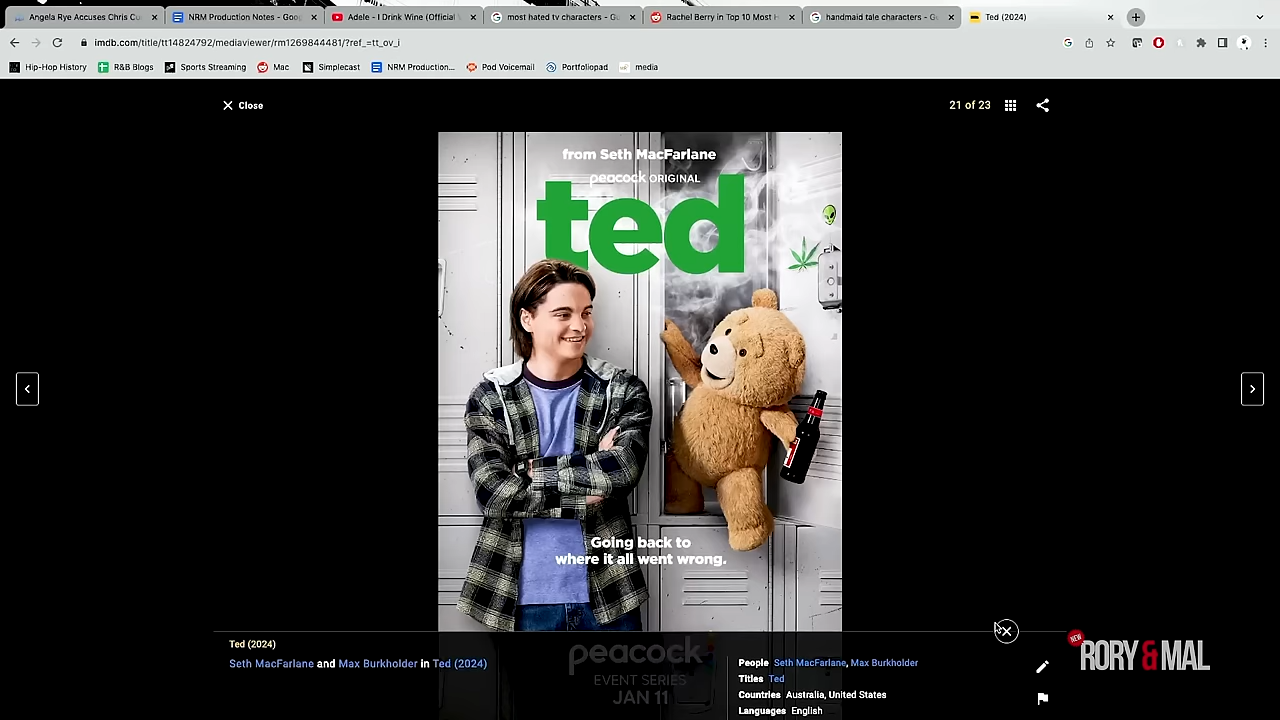 Angela Rye Accuses Chris Cu
NRM Production Notes - Goo
Adele - I Drink Wine (Official
most hated tv characters - G
Rachel Berry in Top 10 Most H
handmaid tale characters - G
Ted (2024)
imdb.com/title/tt14824792/mediaviewer/rm1269844481/?ref_=tt_ov_i
Hip-Hop History
R&B Blogs
Sports Streaming
Mac
Simplecast
NRM Production...
Pod Voicemail
Portfoliopad
media
Close
21 of 23
from Seth MacFarlane
peacock ORIGINAL
ted
Going back to
where it all went wrong.
peacock
EVENT SERIES
JAN 11
Ted (2024)
Seth MacFarlane and Max Burkholder in Ted (2024)
People Seth MacFarlane, Max Burkholder
Titles Ted
Countries Australia, United States
Languages English
NEW
RORY & MAL